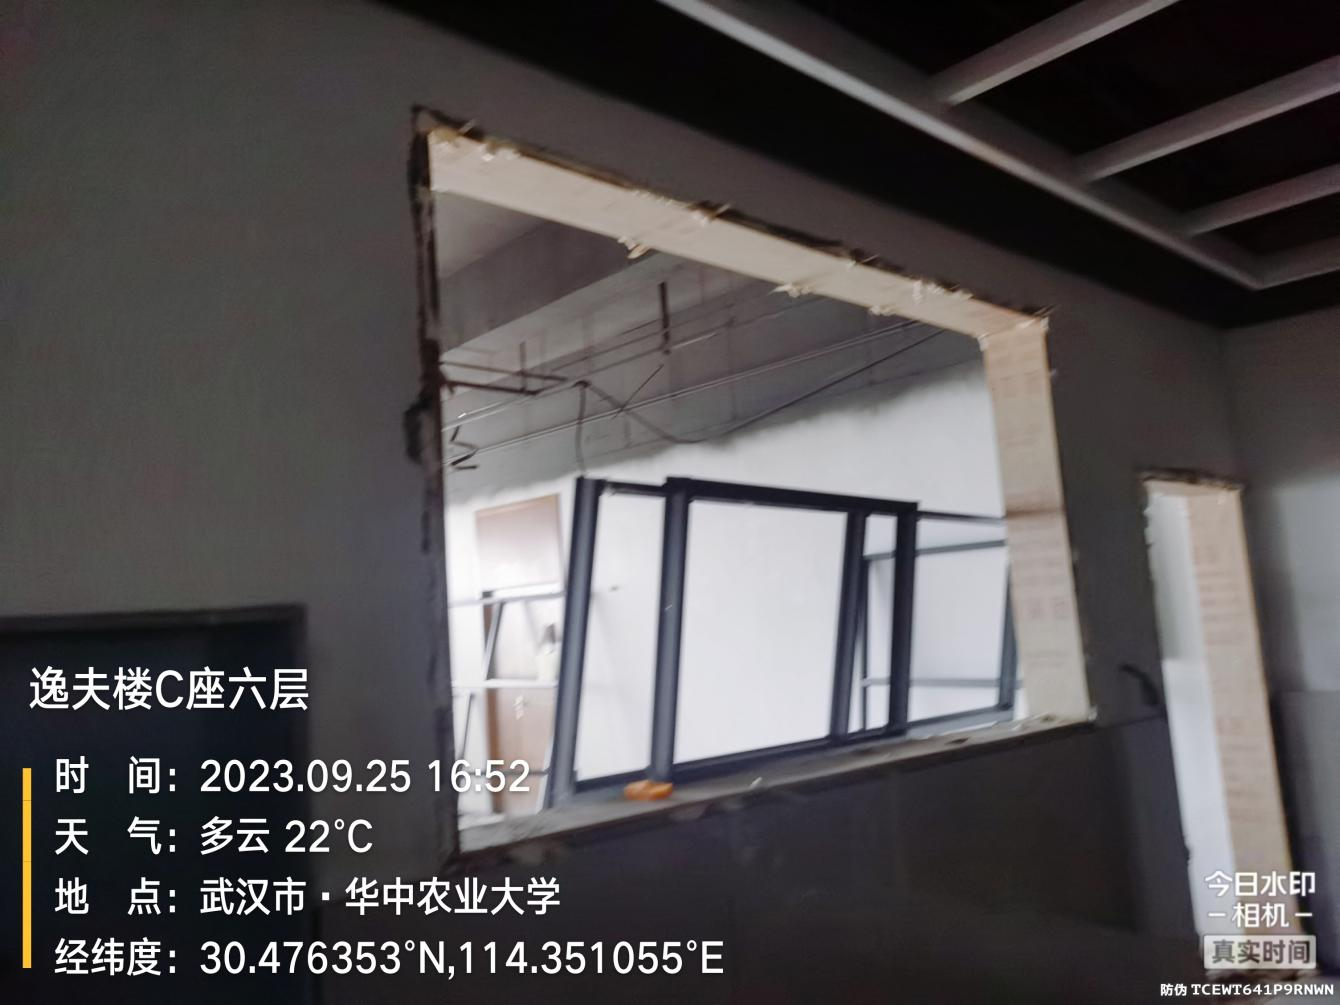 逸夫楼C座六层
时 间：2023.09.25 16:52
天 气：多云 22°C
地 点：武汉市·华中农业大学
经纬度：30.476353°N,114.351055°E
今日水印
-相机-
真实时间
防伪 TCEWT641P9RNWN